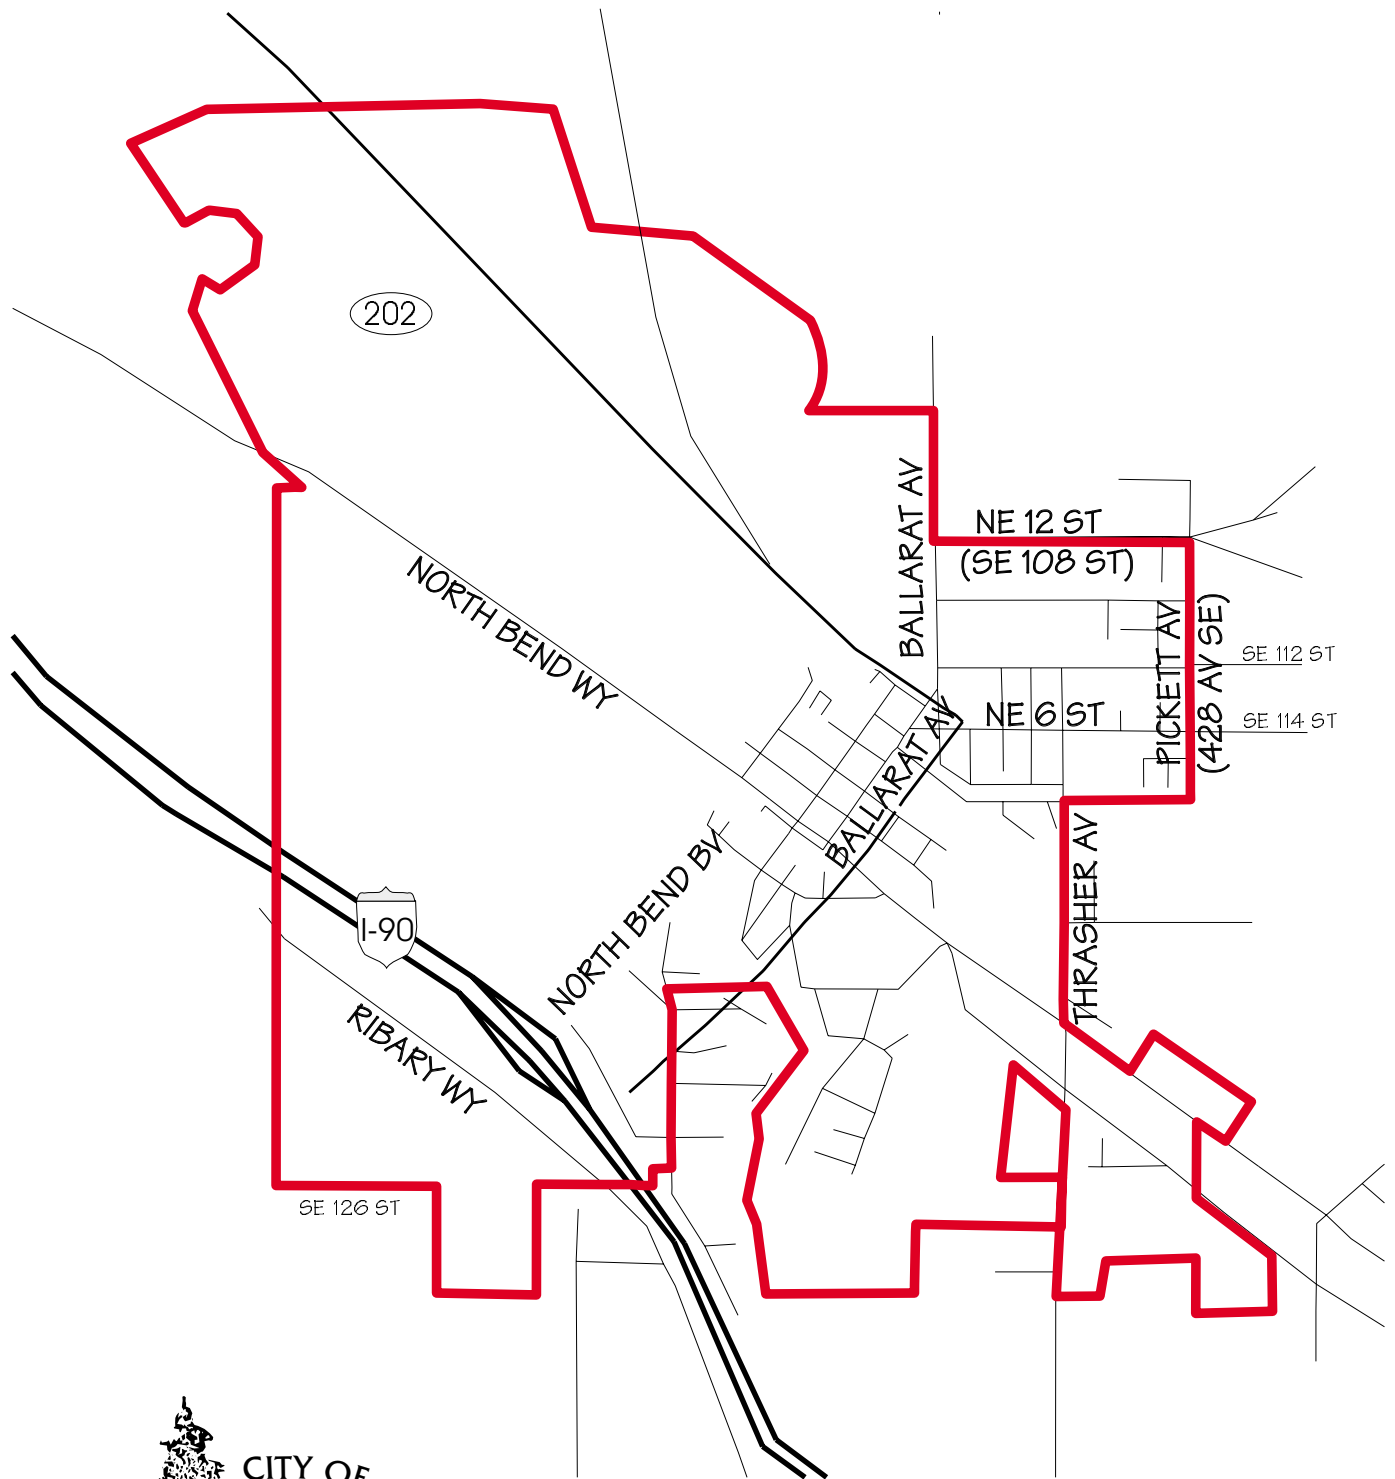 202
BALLARAT AV
NE 12 ST
(SE 108 ST)
NORTH BEND WY
PICKETT AV
(428 AV SE)
SE 112 ST
NE 6 ST
SE 114 ST
BALLARAT AV
NORTH BEND BV
THRASHER AV
I-90
RIBARY WY
SE 126 ST
CITY OF